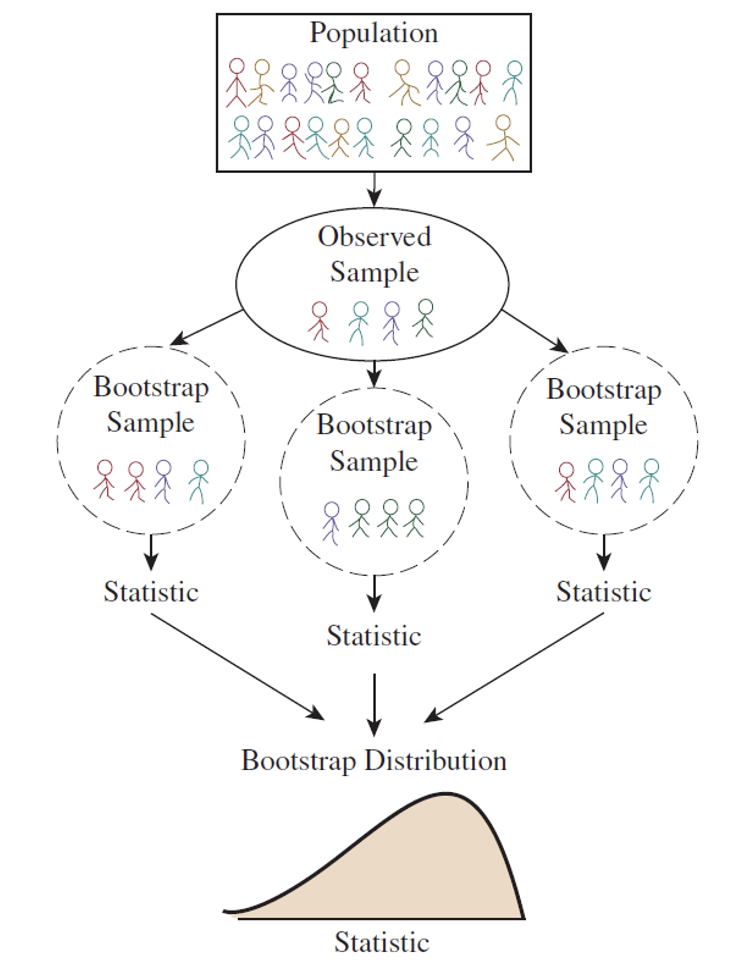 Population
Observed
Sample
Bootstrap
Sample
Bootstrap
Sample
Bootstrap
Sample
Statistic
Statistic
Statistic
Bootstrap Distribution
Statistic